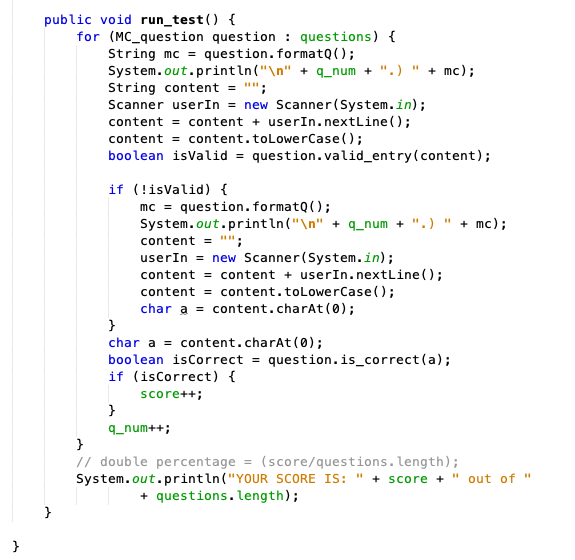 public void run_test() {
for (MC_question question : questions) {
String mc = question.formatQ();
System.out.println("\n" + q_num + ".) " + mc);
String content = "";
Scanner userIn = new Scanner(System.in);
content = content + userIn.nextLine();
content = content.toLowerCase();
boolean isValid = question.valid_entry(content);
if (!isValid) {
mc = question.formatQ();
System.out.println("\n" + q_num + ".) " + mc);
content = "";
userIn = new Scanner(System.in);
content = content + userIn.nextLine();
content = content.toLowerCase();
char a = content.charAt(0);
}
char a = content.charAt(0);
boolean isCorrect = question.is_correct(a);
if (isCorrect) {
score++;
}
q_num++;
}
// double percentage = (score/questions.length);
System.out.println("YOUR SCORE IS: " + score + " out of "
+ questions.length);
}
}